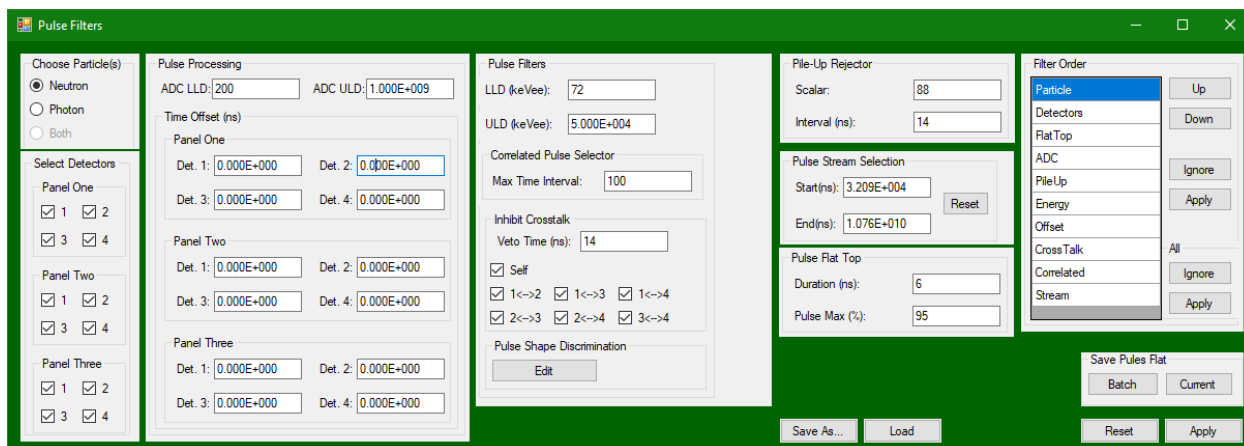 Pulse Filters
Choose Particle(s)
Neutron
Photon
Both
Select Detectors
Panel One
1 2
3 4
Panel Two
1 2
3 4
Panel Three
1 2
3 4
Pulse Processing
ADC LLD: 200 ADC ULD: 1.000E+009
Time Offset (ns)
Panel One
Det. 1: 0.000E+000 Det. 2: 0.000E+000
Det. 3: 0.000E+000 Det. 4: 0.000E+000
Panel Two
Det. 1: 0.000E+000 Det. 2: 0.000E+000
Det. 3: 0.000E+000 Det. 4: 0.000E+000
Panel Three
Det. 1: 0.000E+000 Det. 2: 0.000E+000
Det. 3: 0.000E+000 Det. 4: 0.000E+000
Pulse Filters
LLD (keVee): 72
ULD (keVee): 5.000E+004
Correlated Pulse Selector
Max Time Interval: 100
Inhibit Crosstalk
Veto Time (ns): 14
Self
1<-->2 1<-->3 1<-->4
2<-->3 2<-->4 3<-->4
Pulse Shape Discrimination
Edit
Pile-Up Rejector
Scalar: 88
Interval (ns): 14
Pulse Stream Selection
Start(ns): 3.209E+004
Reset
End(ns): 1.076E+010
Pulse Flat Top
Duration (ns): 6
Pulse Max (%): 95
Save As... Load
Filter Order
Particle
Detectors
FlatTop
ADC
PileUp
Energy
Offset
CrossTalk
Correlated
Stream
Up
Down
Ignore
Apply
All
Ignore
Apply
Save Pules Flat
Batch Current
Reset Apply